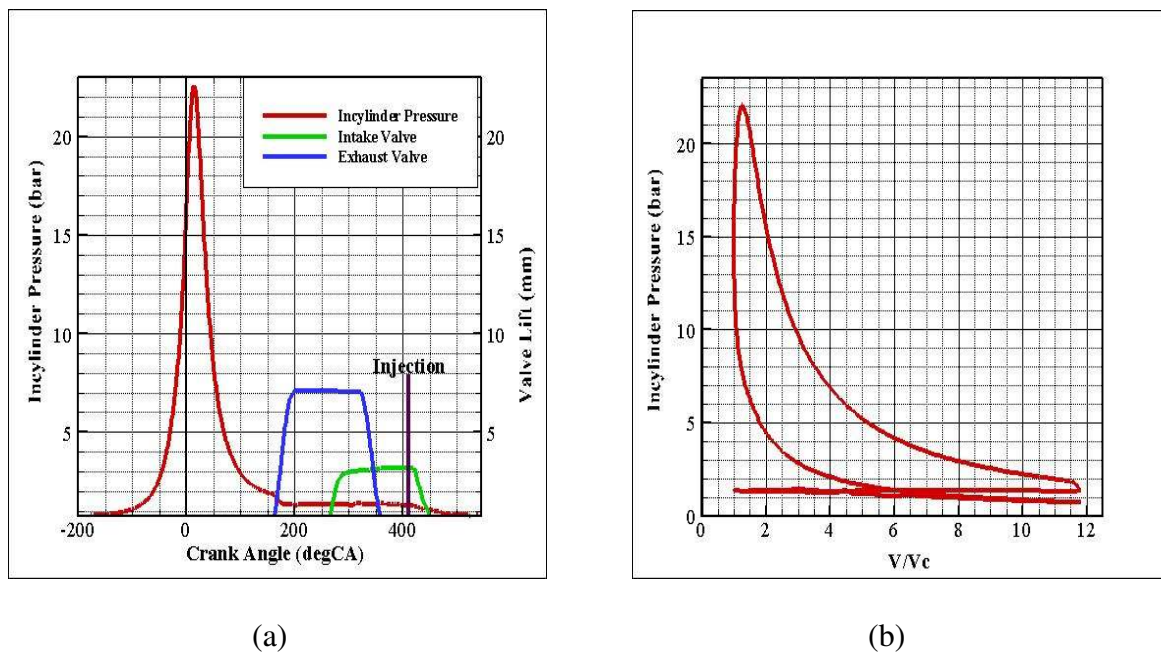 Incylinder Pressure
Intake Valve
Exhaust Valve
Injection
Incylinder Pressure (bar)
20
15
10
5
Valve Lift (mm)
20
15
10
5
-200
0
200
400
Crank Angle (degCA)
(a)
Incylinder Pressure (bar)
20
15
10
5
0
0
2
4
6
8
10
12
V/Vc
(b)